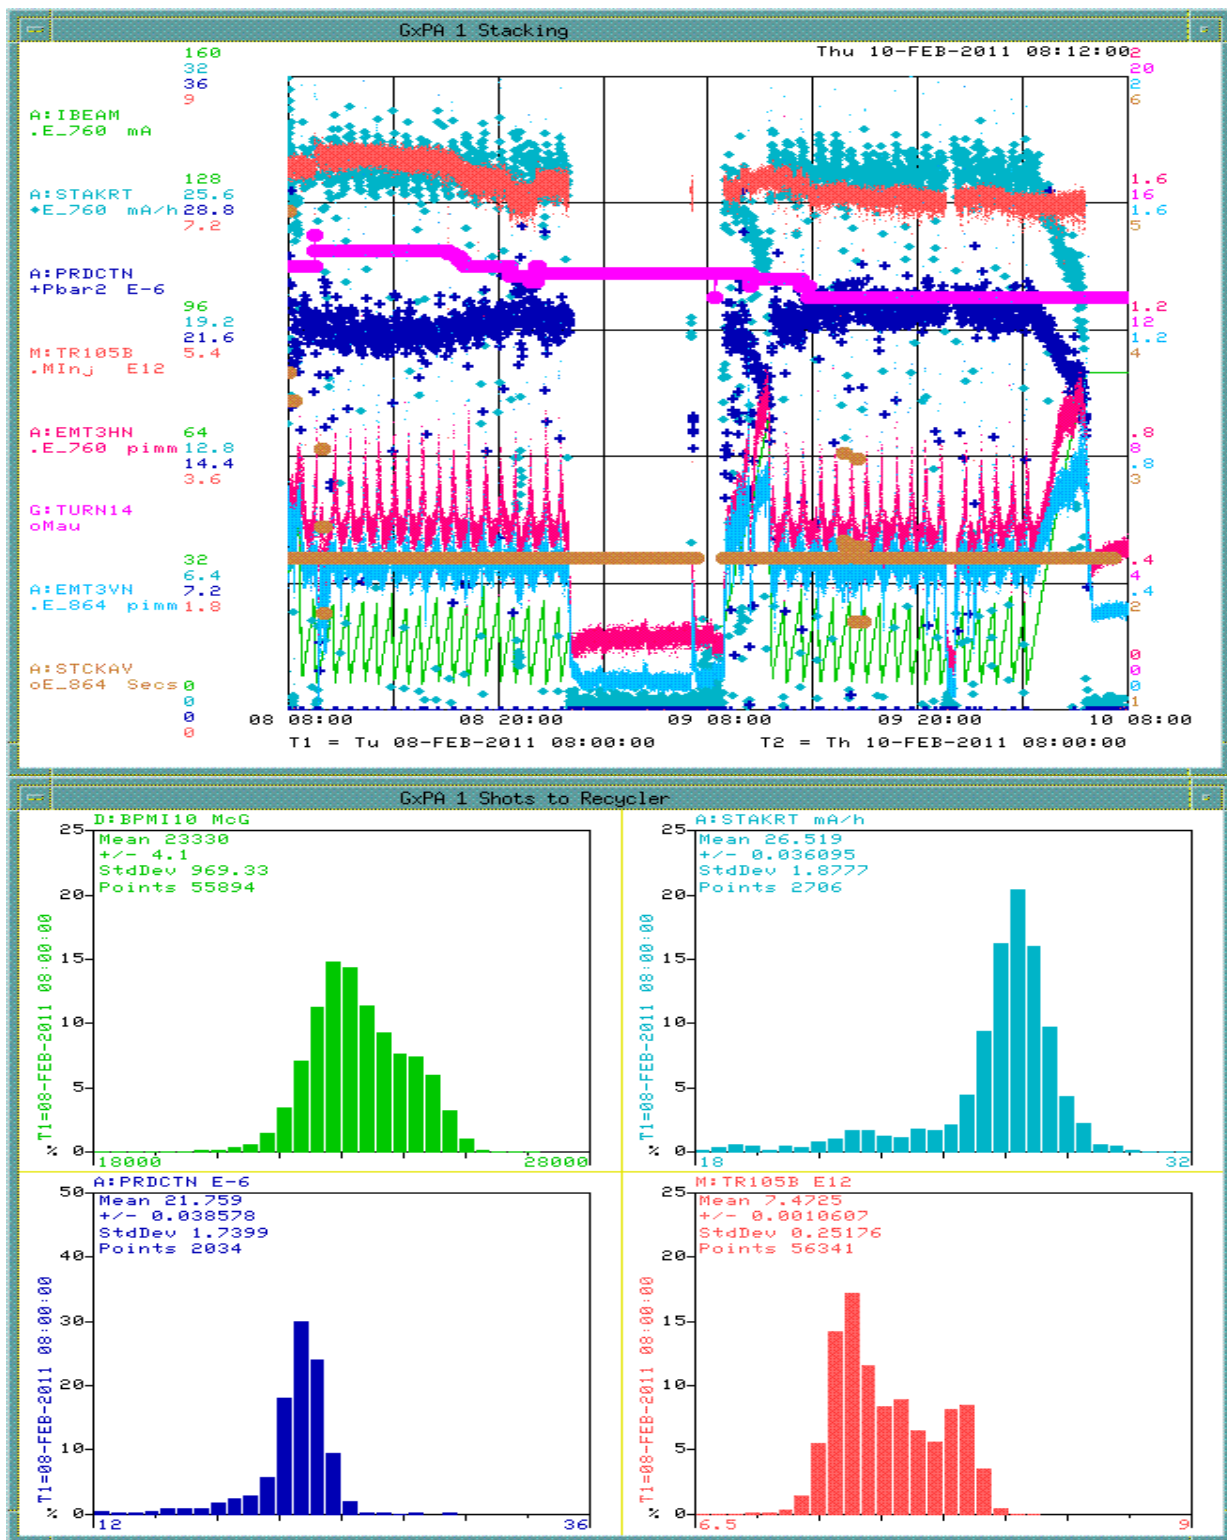 GxPA 1 Stacking
Thu 10-FEB-2011 08:12:00
160
32
36
9
2
20
2
6
A:IBEAM
.E_760 mA
128
A:STAKRT 25.6
+E_760 mA/h 28.8
7.2
1.6
16
1.6
5
A:PRDCTN
+Pbar2 E-6
96
19.2
21.6
M:TR105B 5.4
.MInj E12
1.2
12
1.2
4
A:EMT3HN 64
.E_760 pimm 12.8
14.4
3.6
.8
8
.8
3
G:TURN14
oMau
32
6.4
A:EMT3VN 7.2
.E_864 pimm 1.8
.4
4
.4
2
A:STCKAV
oE_864 Secs 0
0
0
0
0
0
0
1
08 08:00 08 20:00 09 08:00 09 20:00 10 08:00
T1 = Tu 08-FEB-2011 08:00:00 T2 = Th 10-FEB-2011 08:00:00
GxPA 1 Shots to Recycler
D:BPMI10 McG
Mean 23330
+/- 4.1
StdDev 969.33
Points 55894
25
20
15
10
5
% 0
T1=08-FEB-2011 08:00:00
18000 28000
A:STAKRT mA/h
Mean 26.519
+/- 0.036095
StdDev 1.8777
Points 2706
25
20
15
10
5
% 0
T1=08-FEB-2011 08:00:00
18 32
A:PRDCTN E-6
Mean 21.759
+/- 0.038578
StdDev 1.7399
Points 2034
50
40
30
20
10
% 0
T1=08-FEB-2011 08:00:00
12 36
M:TR105B E12
Mean 7.4725
+/- 0.0010607
StdDev 0.25176
Points 56341
25
20
15
10
5
% 0
T1=08-FEB-2011 08:00:00
6.5 9